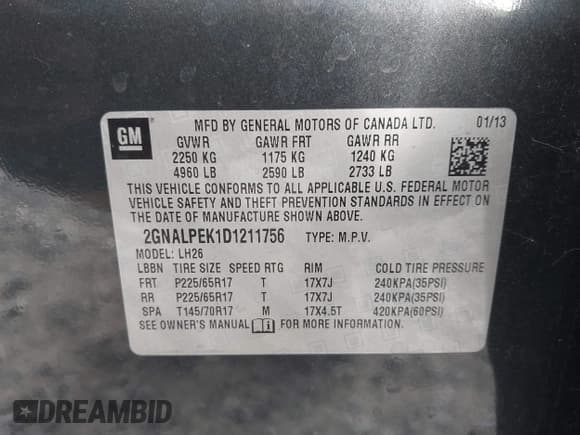 GM
MFD BY GENERAL MOTORS OF CANADA LTD. 01/13
GVWR GAWR FRT GAWR RR
2250 KG 1175 KG 1240 KG
4960 LB 2590 LB 2733 LB
THIS VEHICLE CONFORMS TO ALL APPLICABLE U.S. FEDERAL MOTOR
VEHICLE SAFETY AND THEFT PREVENTION STANDARDS IN EFFECT ON THE
DATE OF MANUFACTURE SHOWN ABOVE.
2GNALPEK1D1211756 TYPE: M.P.V.
MODEL: LH26
LBBN TIRE SIZE SPEED RTG RIM COLD TIRE PRESSURE
FRT P225/65R17 T 17X7J 240KPA(35PSI)
RR P225/65R17 T 17X7J 240KPA(35PSI)
SPA T145/70R17 M 17X4.5T 420KPA(60PSI)
SEE OWNER'S MANUAL FOR MORE INFORMATION.
DREAMBID